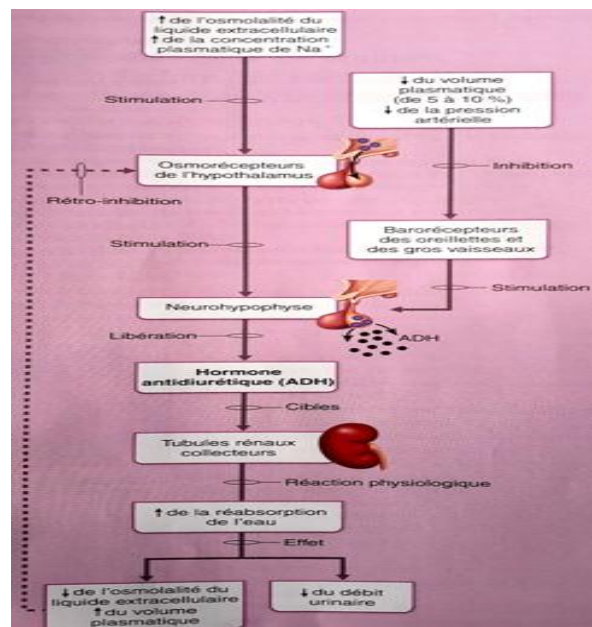 ↑ de l'osmolalité du
liquide extracellulaire
↑ de la concentration
plasmatique de Na⁺
↓ du volume
plasmatique
(de 5 à 10 %)
↓ de la pression
artérielle
Stimulation
Inhibition
Osmorécepteurs
de l'hypothalamus
Rétro-inhibition
Barorécepteurs
des oreillettes et
des gros vaisseaux
Stimulation
Stimulation
Neurohypophyse
ADH
Libération
Hormone
antidiurétique (ADH)
Cibles
Tubules rénaux
collecteurs
Réaction physiologique
↑ de la réabsorption
de l'eau
Effet
↓ de l'osmolalité du
liquide extracellulaire
↑ du volume
plasmatique
↓ du débit
urinaire